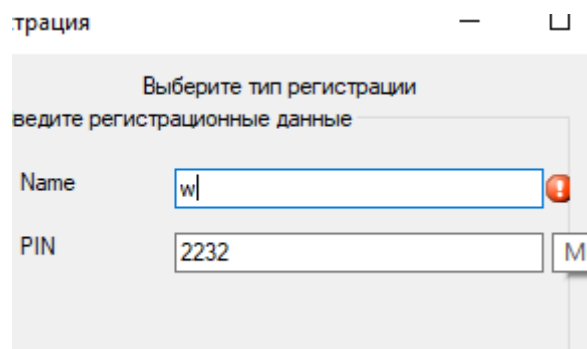 трация
Выберите тип регистрации
ведите регистрационные данные
Name
w
PIN
2232
M